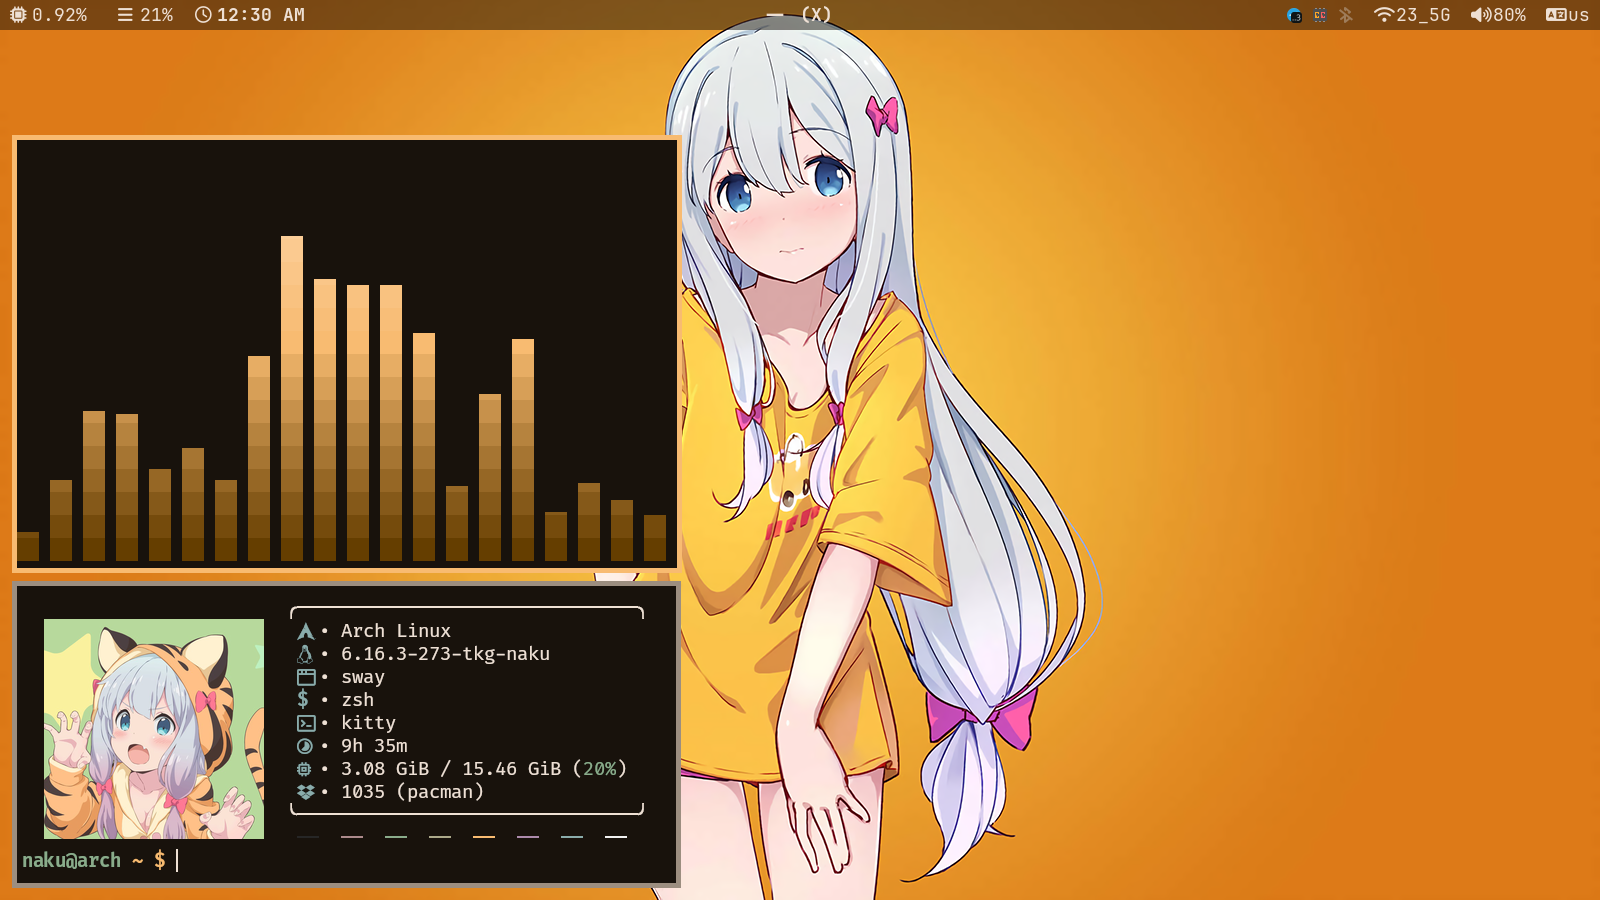 0.92% 21% 12:30 AM
— (X)
23_5G 80% us
• Arch Linux
• 6.16.3-273-tkg-naku
• sway
$ • zsh
• kitty
• 9h 35m
• 3.08 GiB / 15.46 GiB (20%)
• 1035 (pacman)
naku@arch ~ $